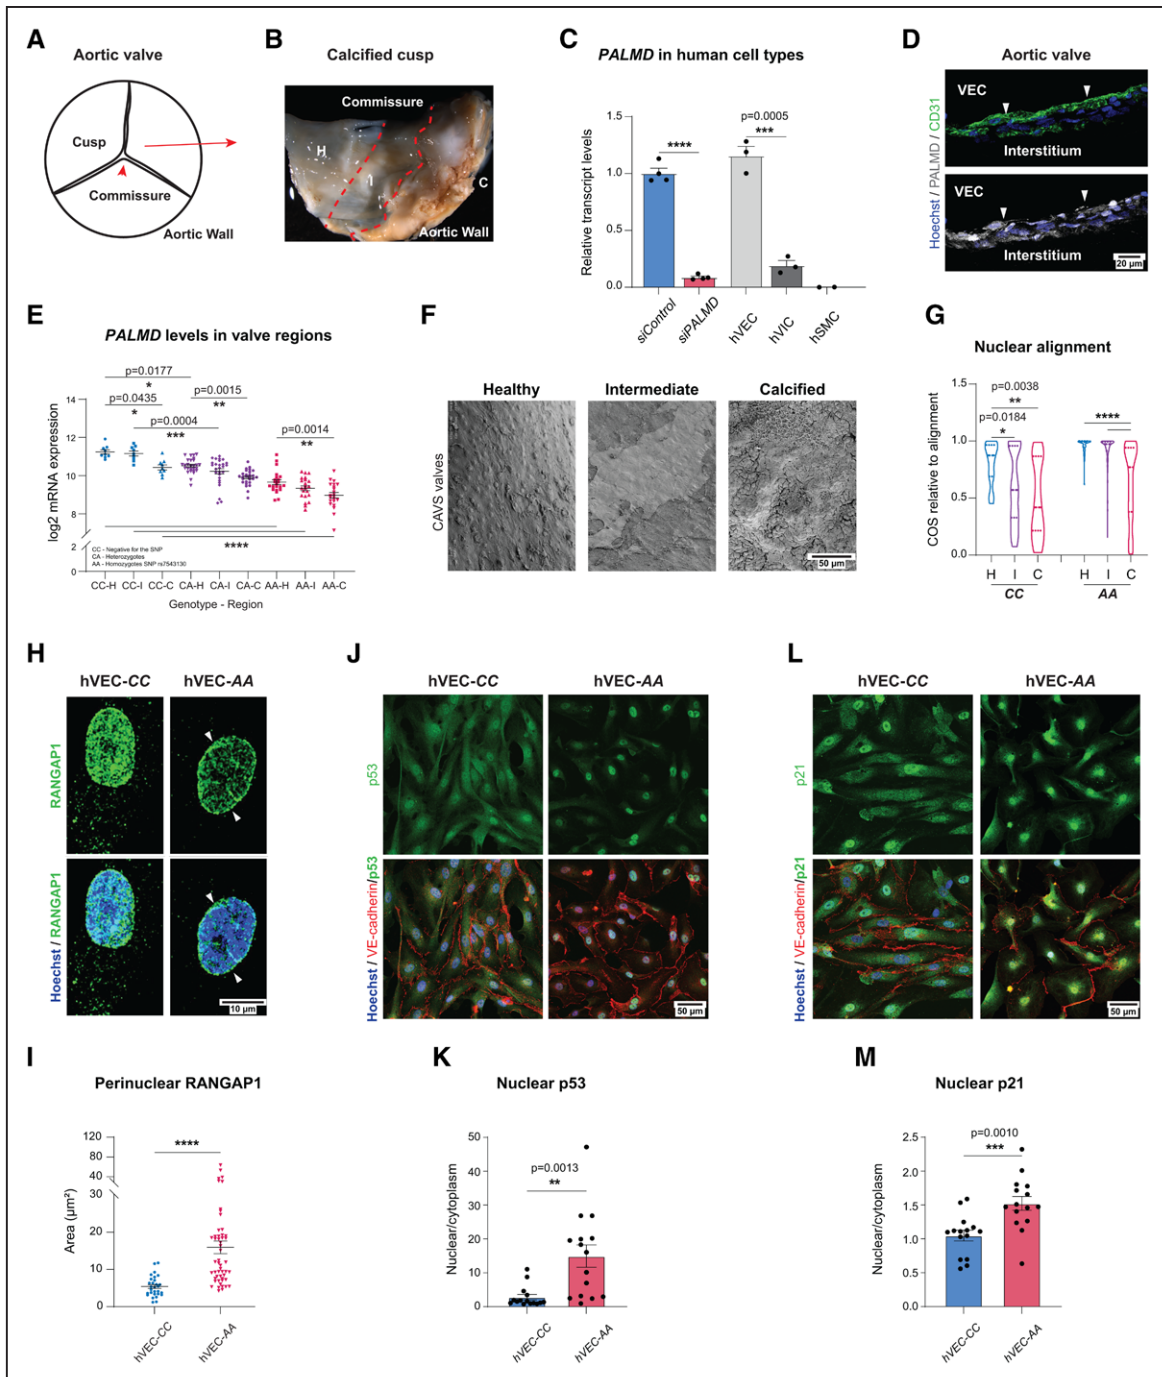 A
Aortic valve
Cusp
Commissure
Aortic Wall
B
Calcified cusp
Commissure
H
I
C
Aortic Wall
C
PALMD in human cell types
Relative transcript levels
1.5
1.0
0.5
0.0
****
p=0.0005
***
siControl
siPALMD
hVEC
hVIC
hSMC
D
Aortic valve
Hoechst / PALMD / CD31
VEC
Interstitium
VEC
Interstitium
20 µm
E
PALMD levels in valve regions
log2 mRNA expression
14
12
10
8
2
0
p=0.0177
*
p=0.0015
**
p=0.0435
*
p=0.0004
***
p=0.0014
**
****
CC - Negative for the SNP
CA - Heterozygotes
AA - Homozygotes SNP rs7543130
CC-H CC-I CC-C CA-H CA-I CA-C AA-H AA-I AA-C
Genotype - Region
F
Healthy
Intermediate
Calcified
CAVS valves
50 µm
G
Nuclear alignment
COS relative to alignment
1.5
1.0
0.5
0.0
p=0.0038
**
p=0.0184
*
****
H I C H I C
CC AA
H
hVEC-CC hVEC-AA
RANGAP1
Hoechst / RANGAP1
10 µm
I
Perinuclear RANGAP1
Area (µm²)
120
80
40
30
20
10
0
****
hVEC-CC
hVEC-AA
J
hVEC-CC hVEC-AA
p53
Hoechst / VE-cadherin/p53
50 µm
K
Nuclear p53
Nuclear/cytoplasm
50
40
30
20
10
0
p=0.0013
**
hVEC-CC
hVEC-AA
L
hVEC-CC hVEC-AA
p21
Hoechst / VE-cadherin/p21
50 µm
M
Nuclear p21
Nuclear/cytoplasm
2.5
2.0
1.5
1.0
0.5
0.0
p=0.0010
***
hVEC-CC
hVEC-AA